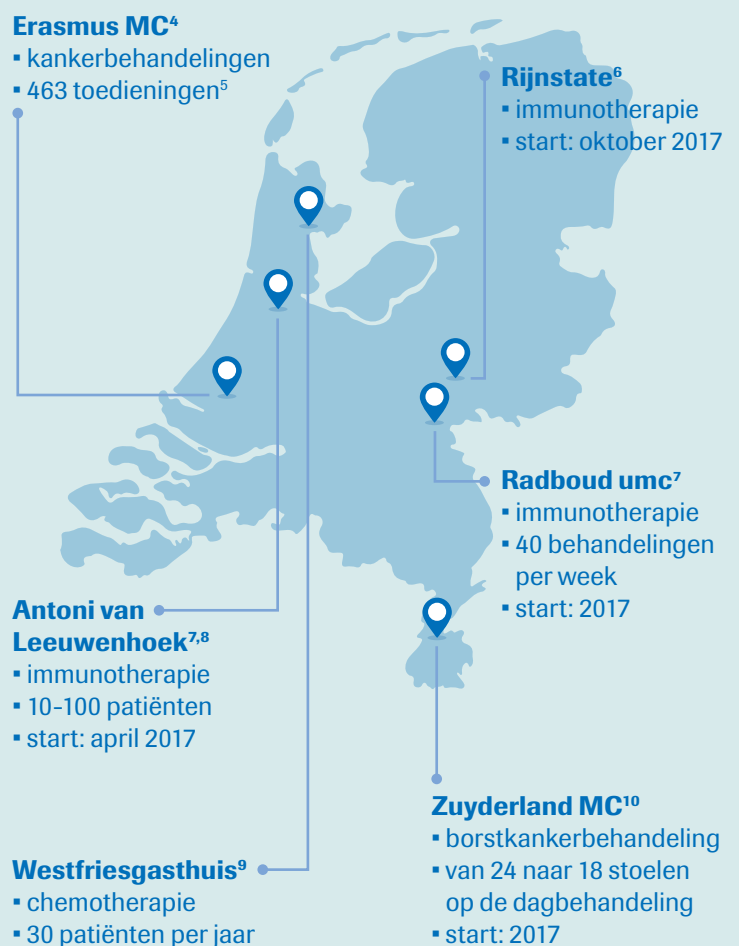 Erasmus MC⁴
▪ kankerbehandelingen
▪ 463 toedieningen⁵
Rijnstate⁶
▪ immunotherapie
▪ start: oktober 2017
Radboud umc⁷
▪ immunotherapie
▪ 40 behandelingen
per week
▪ start: 2017
Antoni van
Leeuwenhoek⁷,⁸
▪ immunotherapie
▪ 10-100 patiënten
▪ start: april 2017
Zuyderland MC¹⁰
▪ borstkankerbehandeling
▪ van 24 naar 18 stoelen
op de dagbehandeling
▪ start: 2017
Westfriesgasthuis⁹
▪ chemotherapie
▪ 30 patiënten per jaar